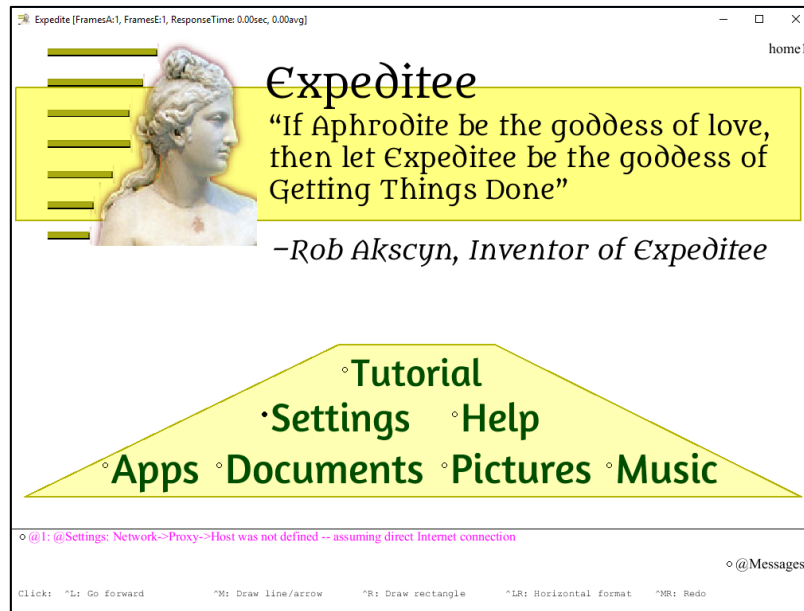 Expedite [FramesA:1, FramesE:1, ResponseTime: 0.00sec, 0.00avg]
home1
Expeditee
“If Aphrodite be the goddess of love,
then let Expeditee be the goddess of
Getting Things Done”
–Rob Akscyn, Inventor of Expeditee
Tutorial
Settings Help
Apps Documents Pictures Music
@1: @Settings: Network->Proxy->Host was not defined -- assuming direct Internet connection
@Messages
Click: ^L: Go forward ^M: Draw line/arrow ^R: Draw rectangle ^LR: Horizontal format ^MR: Redo